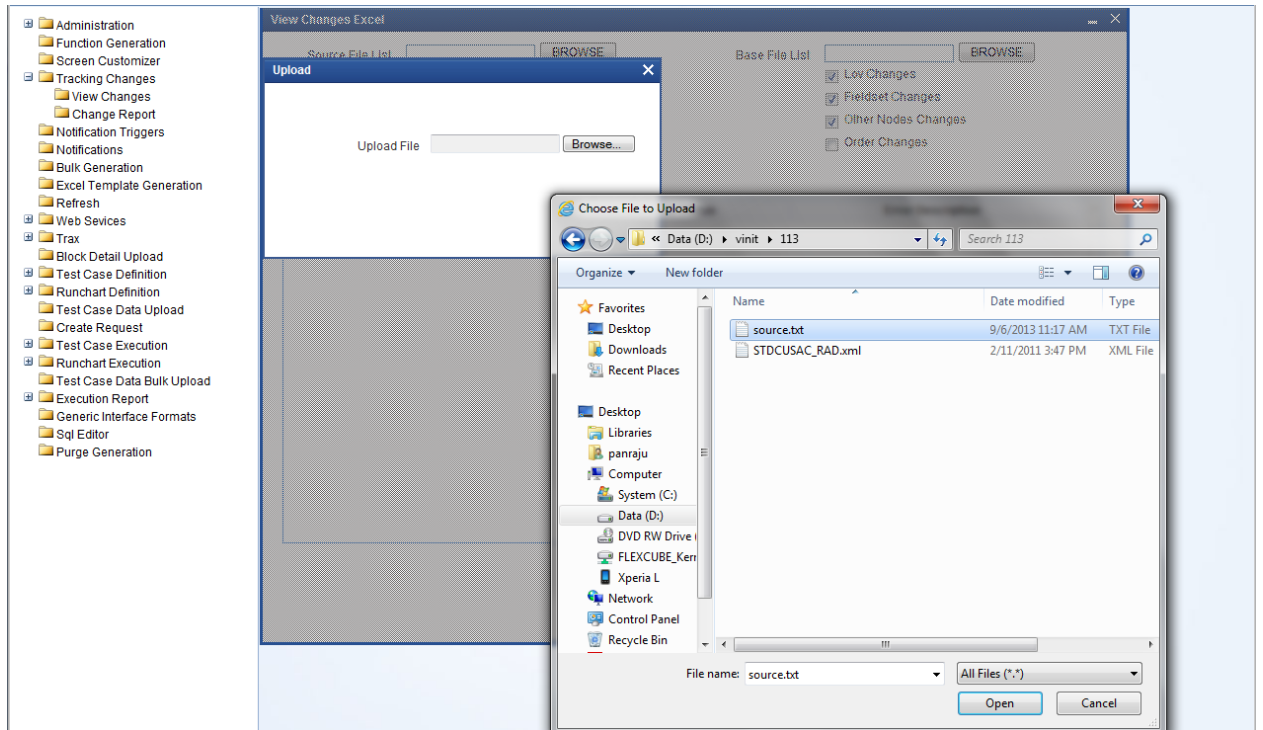 Administration
Function Generation
Screen Customizer
Tracking Changes
View Changes
Change Report
Notification Triggers
Notifications
Bulk Generation
Excel Template Generation
Refresh
Web Sevices
Trax
Block Detail Upload
Test Case Definition
Runchart Definition
Test Case Data Upload
Create Request
Test Case Execution
Runchart Execution
Test Case Data Bulk Upload
Execution Report
Generic Interface Formats
Sql Editor
Purge Generation
View Changes Excel
Source File List BROWSE Base File List BROWSE
Lov Changes
Fieldset Changes
Other Nodes Changes
Order Changes
Upload
Upload File Browse...
Choose File to Upload
« Data (D:) vinit 113 Search 113
Organize New folder
Favorites
Desktop
Downloads
Recent Places
Desktop
Libraries
panraju
Computer
System (C:)
Data (D:)
DVD RW Drive (
FLEXCUBE_Kern
Xperia L
Network
Control Panel
Recycle Bin
Name Date modified Type
source.txt 9/6/2013 11:17 AM TXT File
STDCUSAC_RAD.xml 2/11/2011 3:47 PM XML File
File name: source.txt All Files (*.*)
Open Cancel